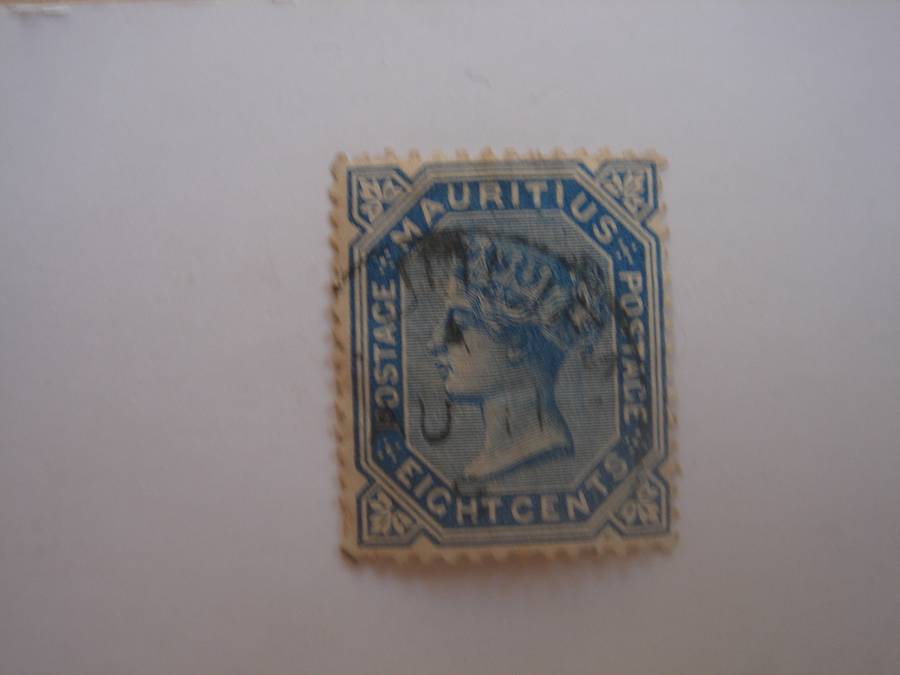 MAURITIUS
POSTAGE
POSTAGE
EIGHT CENTS